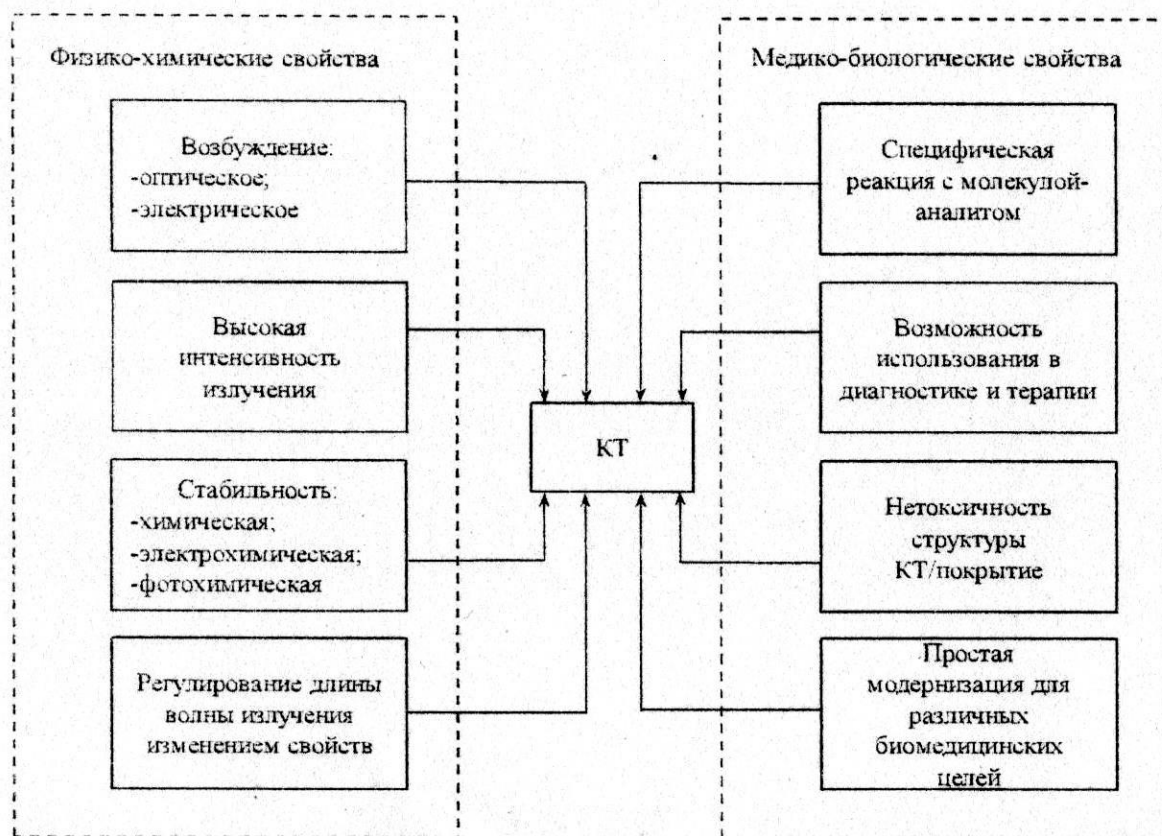 Физико-химические свойства
Возбуждение:
-оптическое;
-электрическое
Высокая
интенсивность
излучения
Стабильность:
-химическая;
-электрохимическая;
-фотохимическая
Регулирование длины
волны излучения
изменением свойств
КТ
Медико-биологические свойства
Специфическая
реакция с молекулой-
аналитом
Возможность
использования в
диагностике и терапии
Нетоксичность
структуры
КТ/покрытие
Простая
модернизация для
различных
биомедицинских
целей